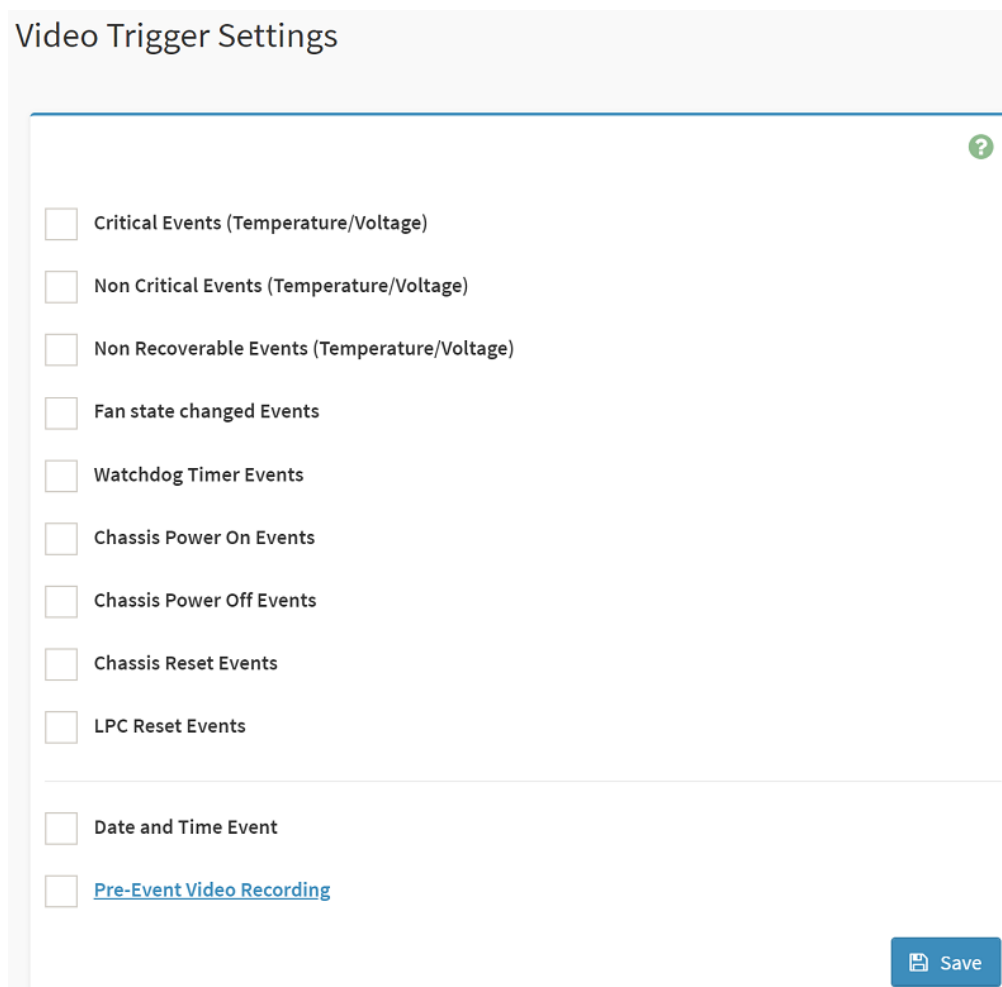 Video Trigger Settings
?
Critical Events (Temperature/Voltage)
Non Critical Events (Temperature/Voltage)
Non Recoverable Events (Temperature/Voltage)
Fan state changed Events
Watchdog Timer Events
Chassis Power On Events
Chassis Power Off Events
Chassis Reset Events
LPC Reset Events
Date and Time Event
Pre-Event Video Recording
Save